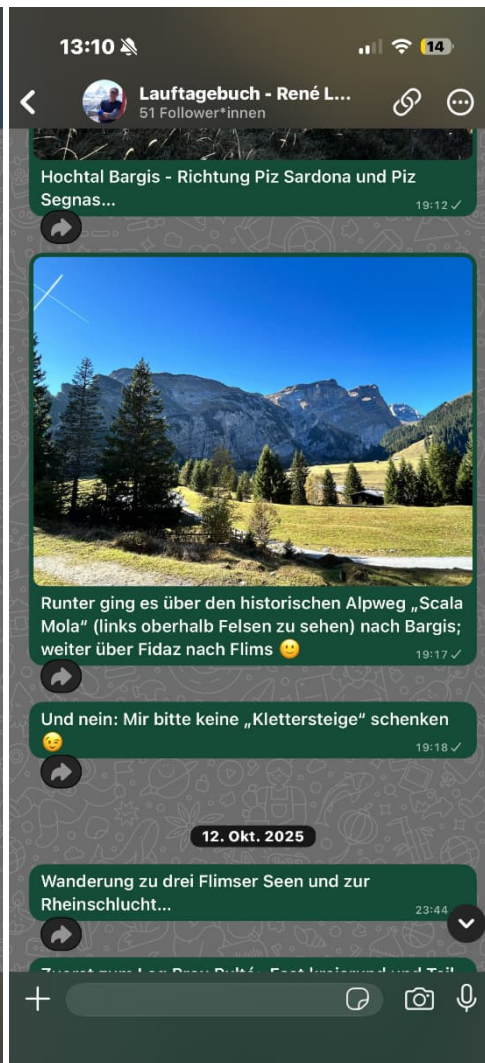 13:10
14
Lauftagebuch - René L...
51 Follower*innen
Hochtal Bargis - Richtung Piz Sardona und Piz
Segnas...
19:12
Runter ging es über den historischen Alpweg „Scala
Mola“ (links oberhalb Felsen zu sehen) nach Bargis;
weiter über Fidaz nach Flims 🙂
19:17
Und nein: Mir bitte keine „Klettersteige“ schenken
😉
19:18
12. Okt. 2025
Wanderung zu drei Flimser Seen und zur
Rheinschlucht...
23:44